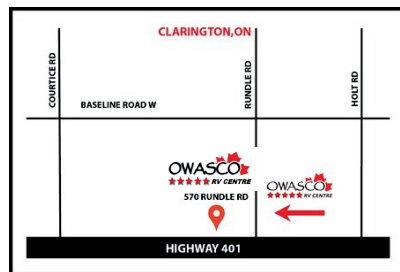 CLARINGTON,ON
COURTICE RD
RUNDLE RD
HOLT RD
BASELINE ROAD W
OWASCO
RV CENTRE
570 RUNDLE RD
OWASCO
RV CENTRE
HIGHWAY 401